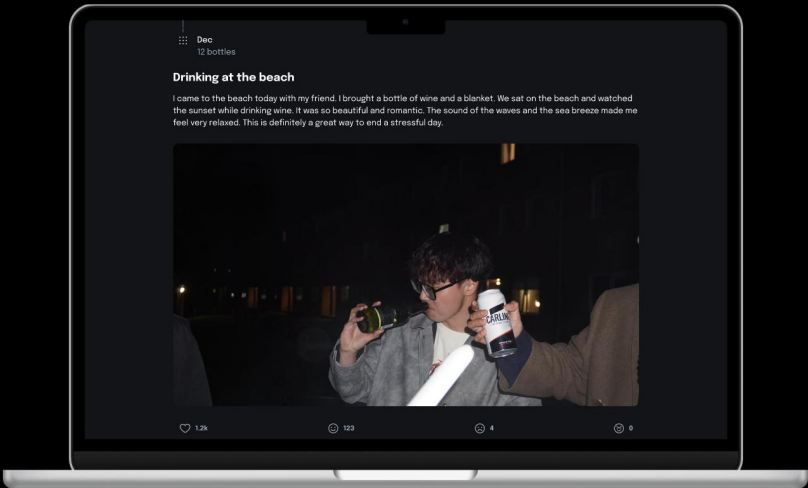 Dec
12 bottles
Drinking at the beach
I came to the beach today with my friend. I brought a bottle of wine and a blanket. We sat on the beach and watched
the sunset while drinking wine. It was so beautiful and romantic. The sound of the waves and the sea breeze made me
feel very relaxed. This is definitely a great way to end a stressful day.
CARLING
1.2k 123 4 0